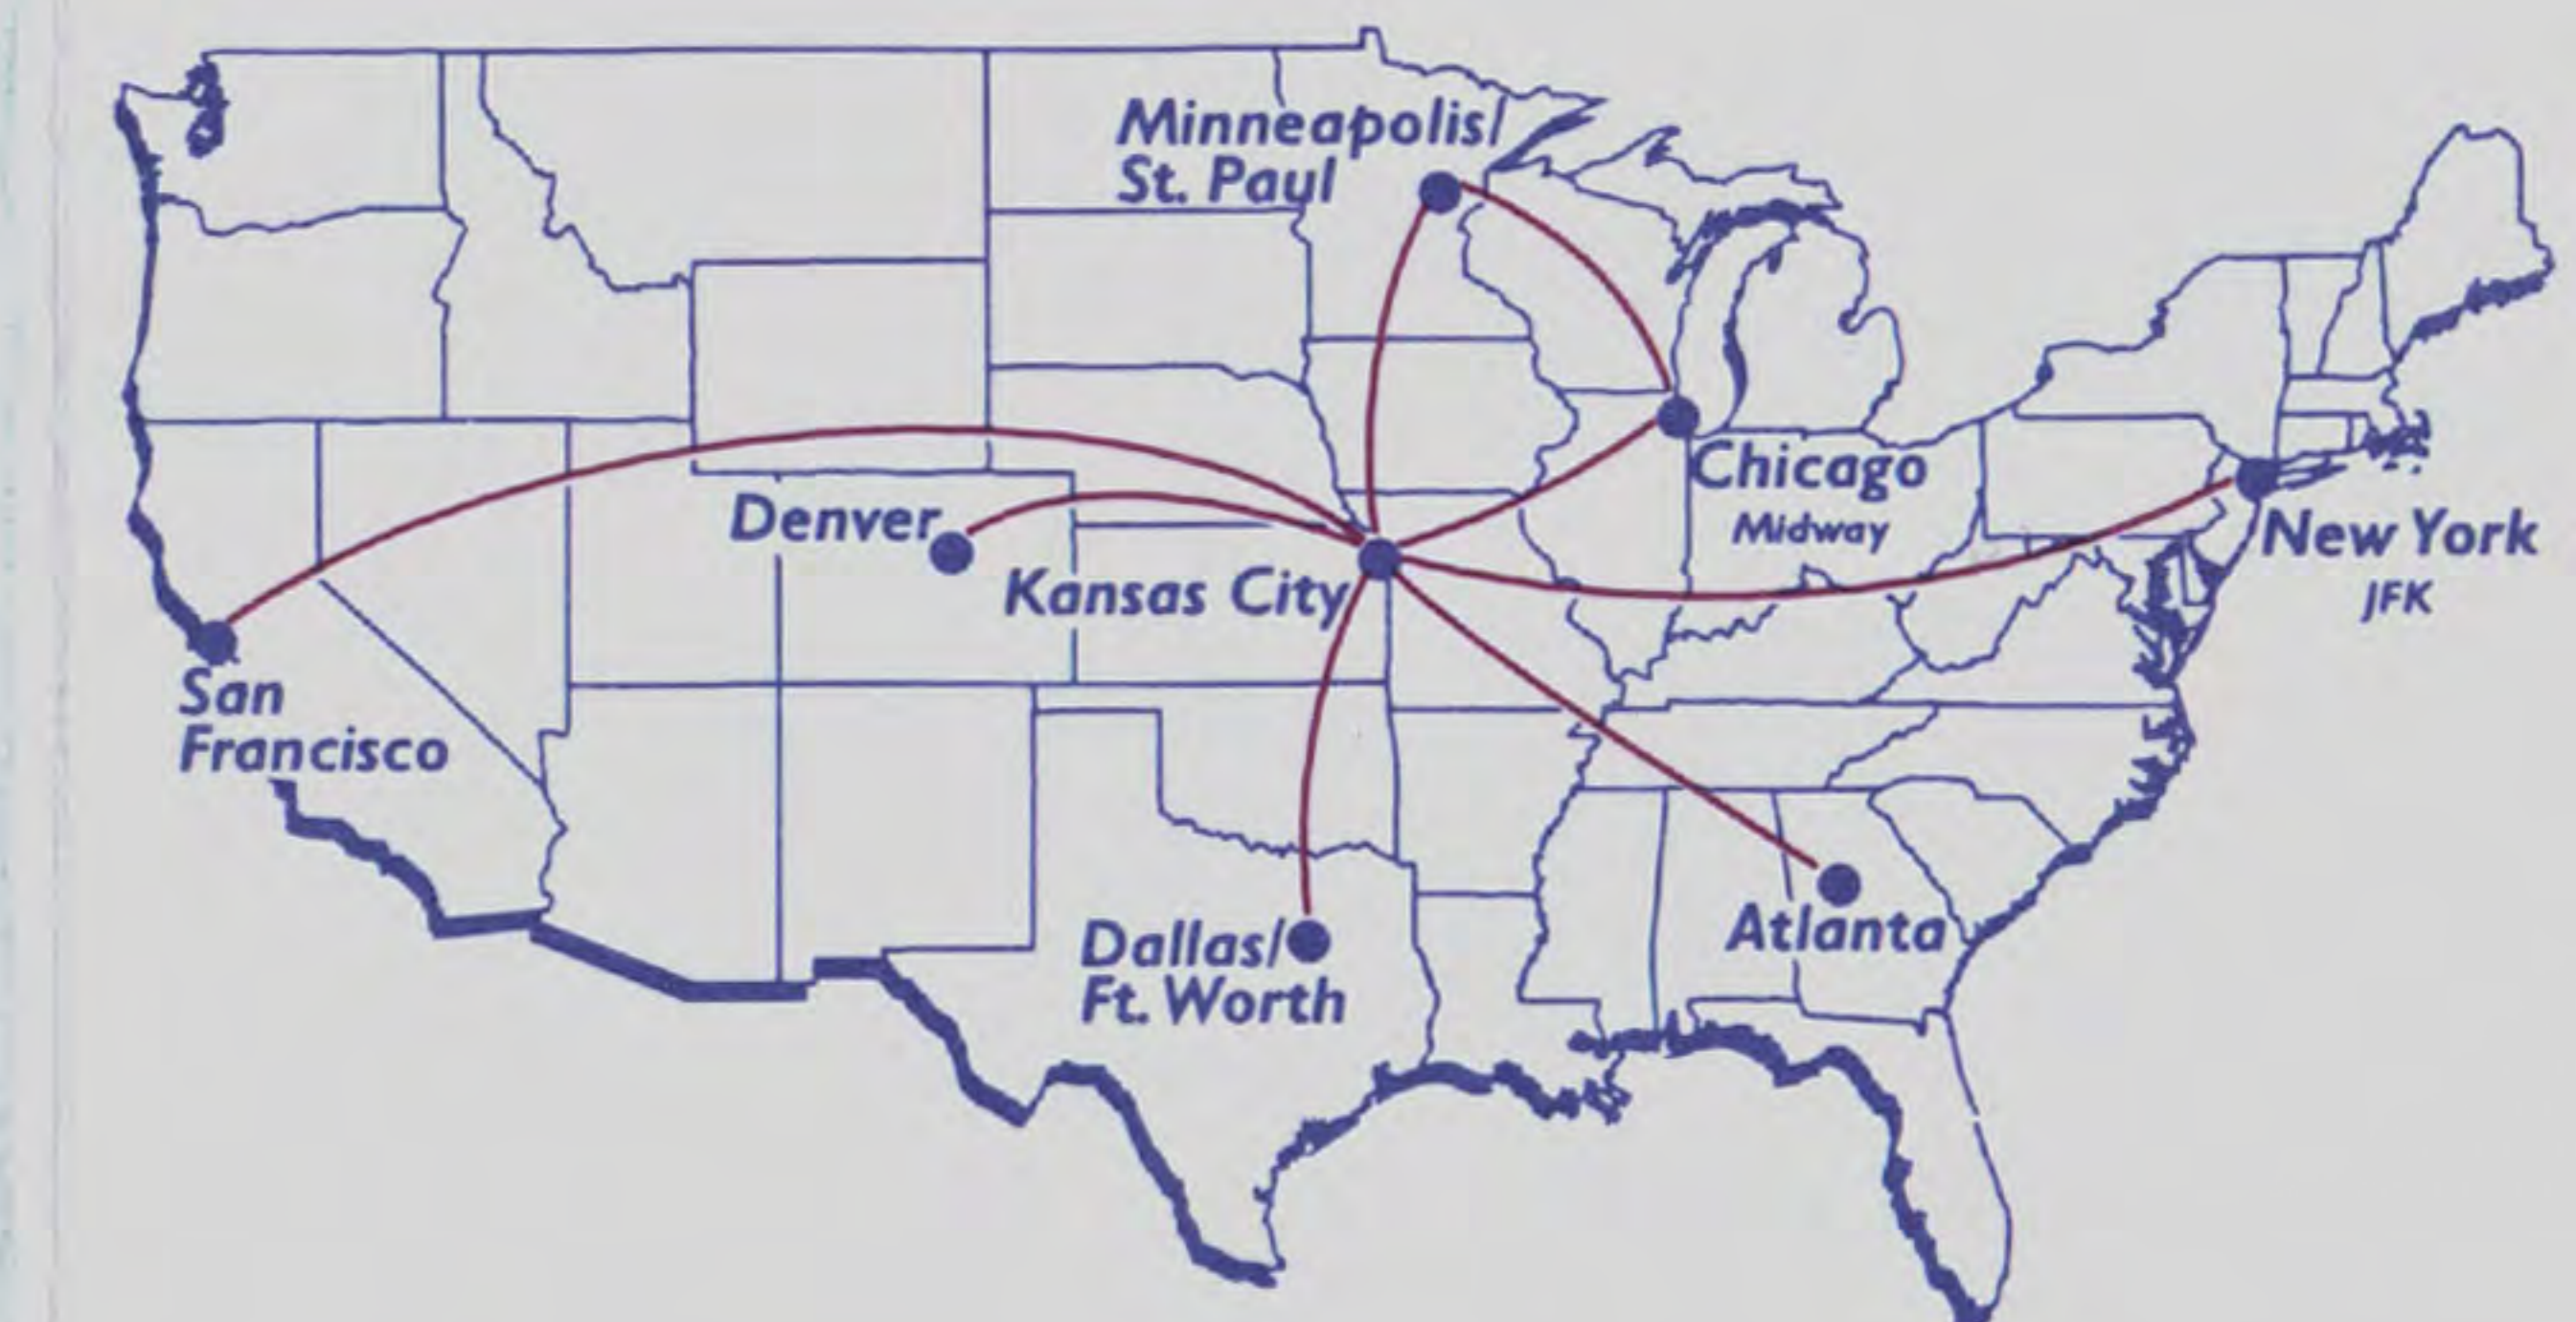 Minneapolis/
St. Paul
Chicago
Midway
Denver
Kansas City
New York
JFK
San
Francisco
Atlanta
Dallas/
Ft. Worth